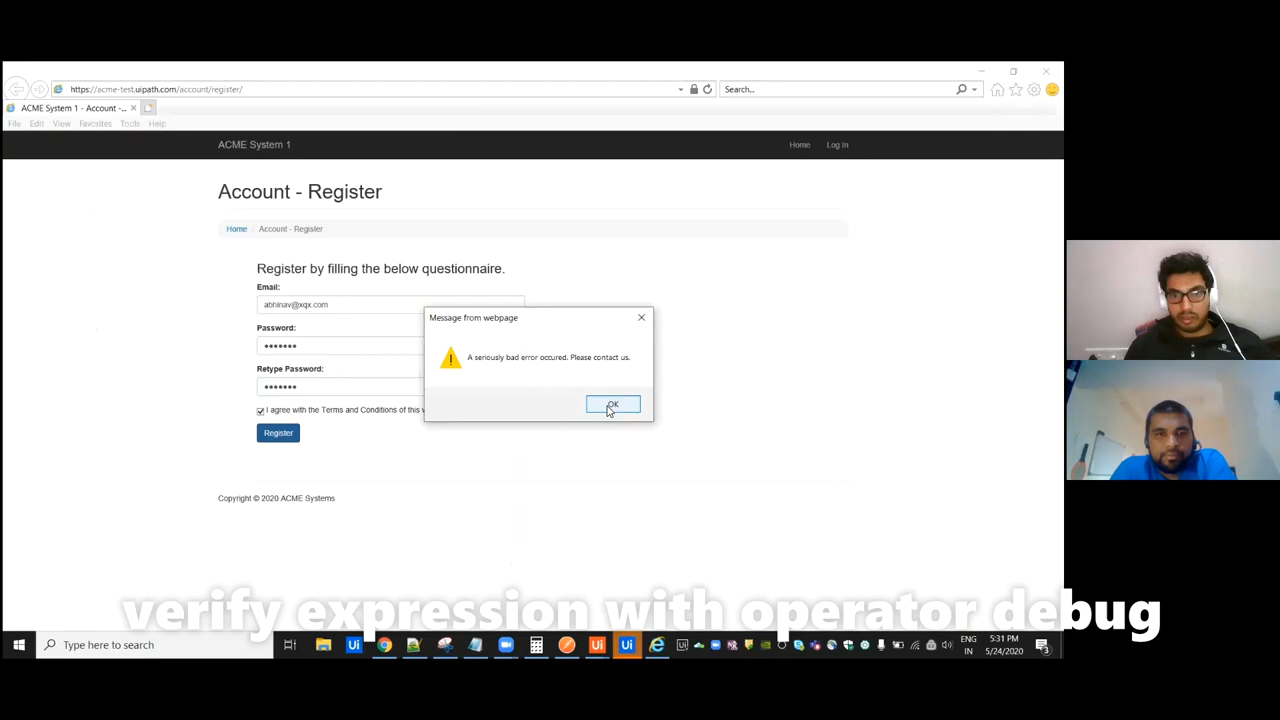 https://acme-test.uipath.com/account/register/
Search...
ACME System 1 - Account -...
File Edit View Favorites Tools Help
ACME System 1
Home Log In
Account - Register
Home / Account - Register
Register by filling the below questionnaire.
Email:
abhinav@xqx.com
Message from webpage
Password:
A seriously bad error occured. Please contact us.
Retype Password:
OK
I agree with the Terms and Conditions of this
Register
Copyright © 2020 ACME Systems
verify expression with operator debug
Type here to search
Ui
Ui
Ui
ENG
IN
5:31 PM
5/24/2020
3